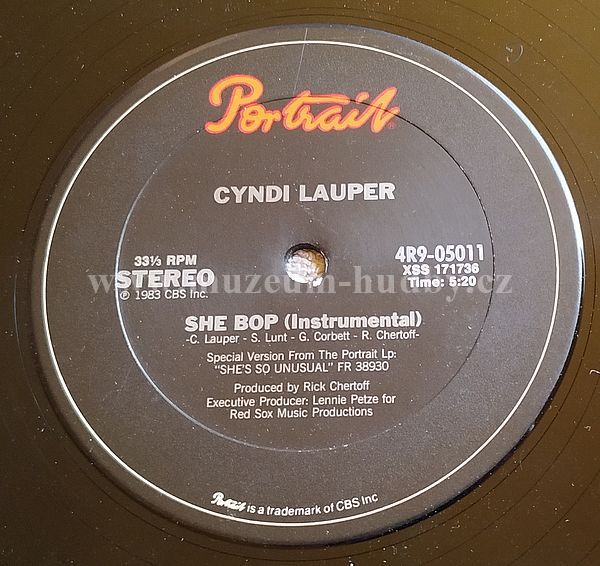 Portrait
CYNDI LAUPER
33⅓ RPM
STEREO
℗ 1983 CBS Inc.
4R9-05011
XSS 171736
Time: 5:20
www.muzeum-hudby.cz
SHE BOP (Instrumental)
-C. Lauper - S. Lunt - G. Corbett - R. Chertoff-
Special Version From The Portrait Lp:
"SHE'S SO UNUSUAL" FR 38930
Produced by Rick Chertoff
Executive Producer: Lennie Petze for
Red Sox Music Productions
Portrait is a trademark of CBS Inc